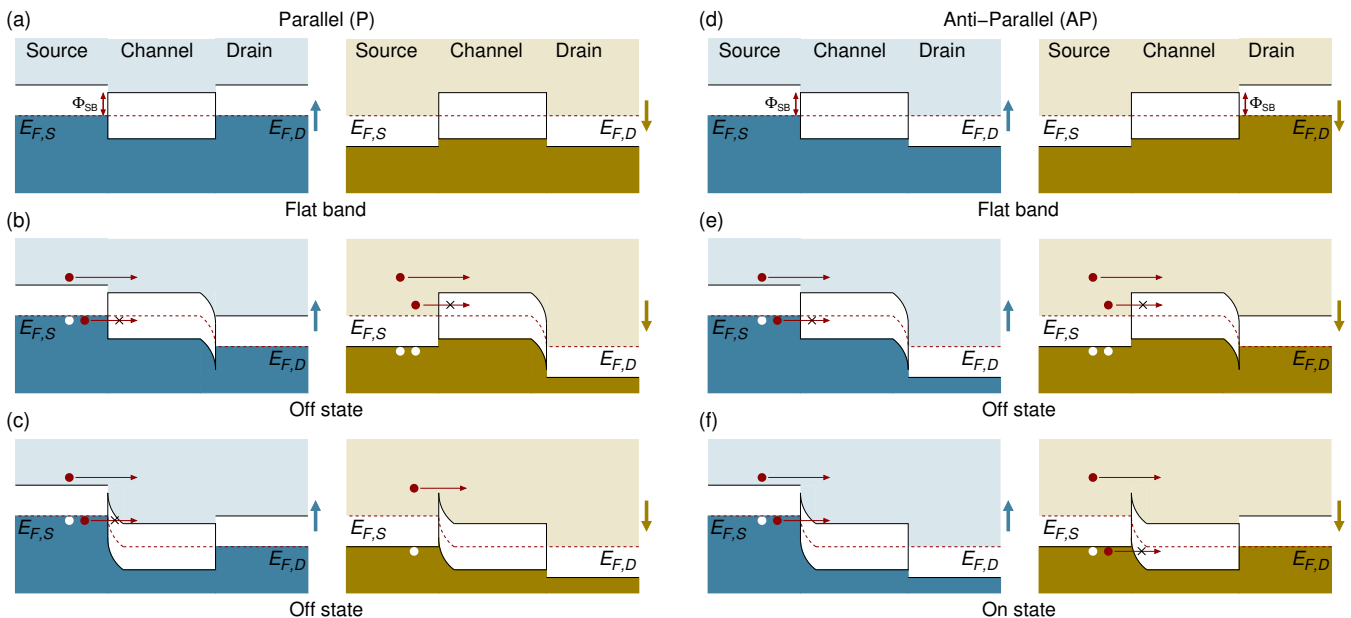 (a) Parallel (P)
Source Channel Drain
Source Channel Drain
Φ_SB
E_F,S E_F,D
E_F,S E_F,D
Flat band
(b)
E_F,S E_F,D
E_F,S E_F,D
Off state
(c)
E_F,S E_F,D
E_F,S E_F,D
Off state
(d) Anti−Parallel (AP)
Source Channel Drain
Source Channel Drain
Φ_SB
Φ_SB
E_F,S E_F,D
E_F,S E_F,D
Flat band
(e)
E_F,S E_F,D
E_F,S E_F,D
Off state
(f)
E_F,S E_F,D
E_F,S E_F,D
On state